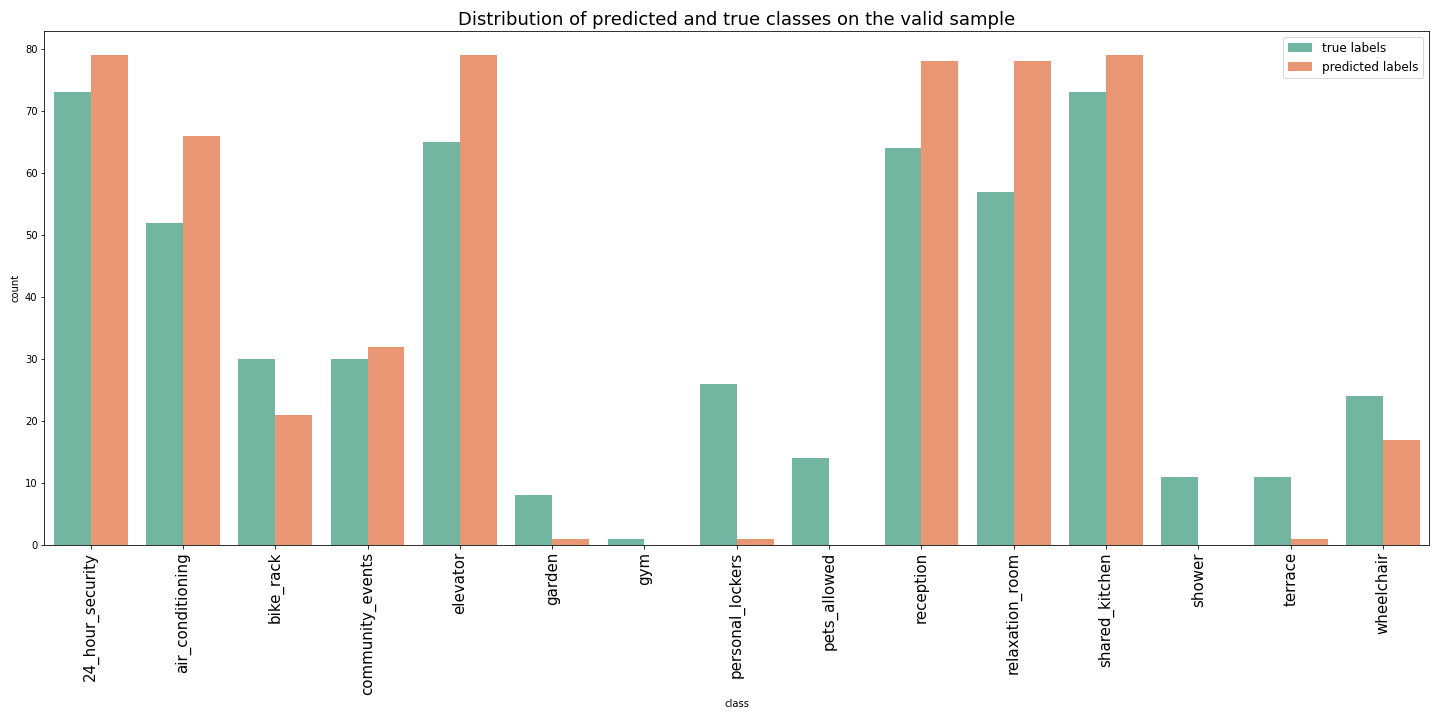 Distribution of predicted and true classes on the valid sample
true labels
predicted labels
80
70
60
50
40
30
20
10
0
count
24_hour_security
air_conditioning
bike_rack
community_events
elevator
garden
gym
personal_lockers
pets_allowed
reception
relaxation_room
shared_kitchen
shower
terrace
wheelchair
class